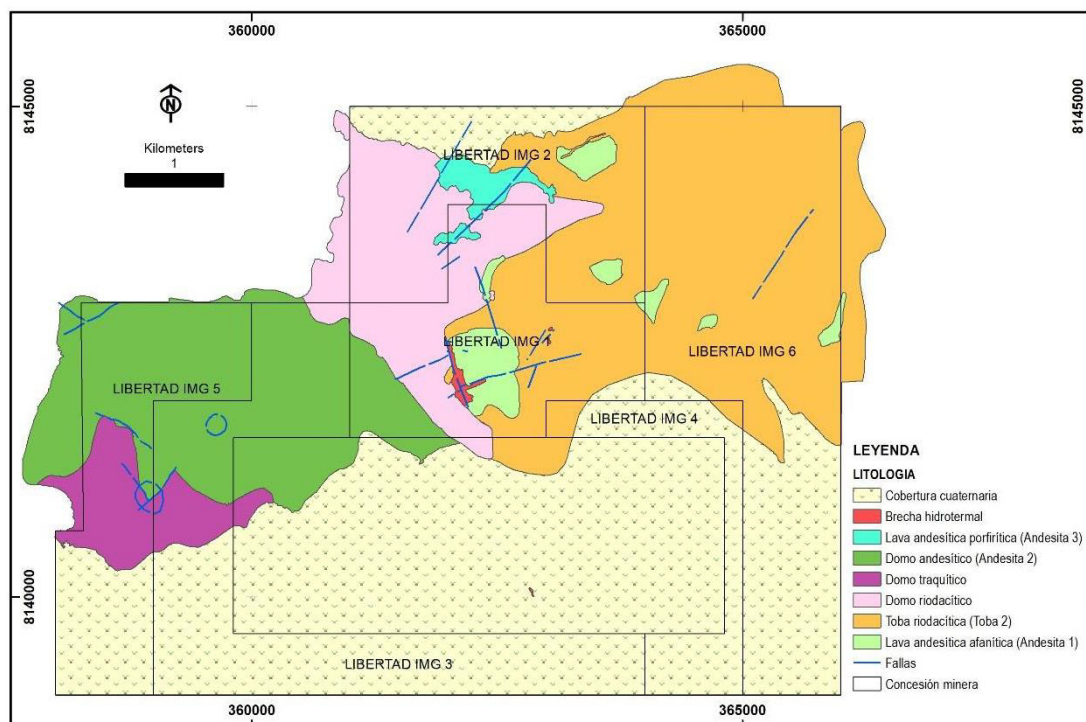 360000
365000
8145000
8145000
N
Kilometers
1
LIBERTAD IMG 2
LIBERTAD IMG 1
LIBERTAD IMG 6
LIBERTAD IMG 5
LIBERTAD IMG 4
LIBERTAD IMG 3
8140000
LEYENDA
LITOLOGIA
Cobertura cuaternaria
Brecha hidrotermal
Lava andesítica porfirítica (Andesita 3)
Domo andesítico (Andesita 2)
Domo traquítico
Domo riodacítico
Toba riodacítica (Toba 2)
Lava andesítica afanítica (Andesita 1)
Fallas
Concesión minera
360000
365000